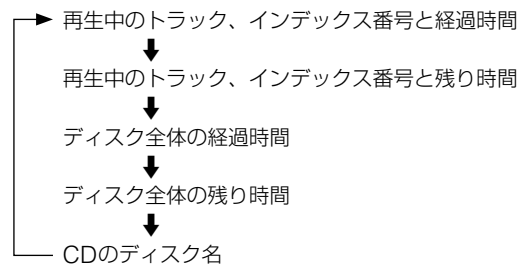 再生中のトラック、インデックス番号と経過時間
再生中のトラック、インデックス番号と残り時間
ディスク全体の経過時間
ディスク全体の残り時間
CDのディスク名